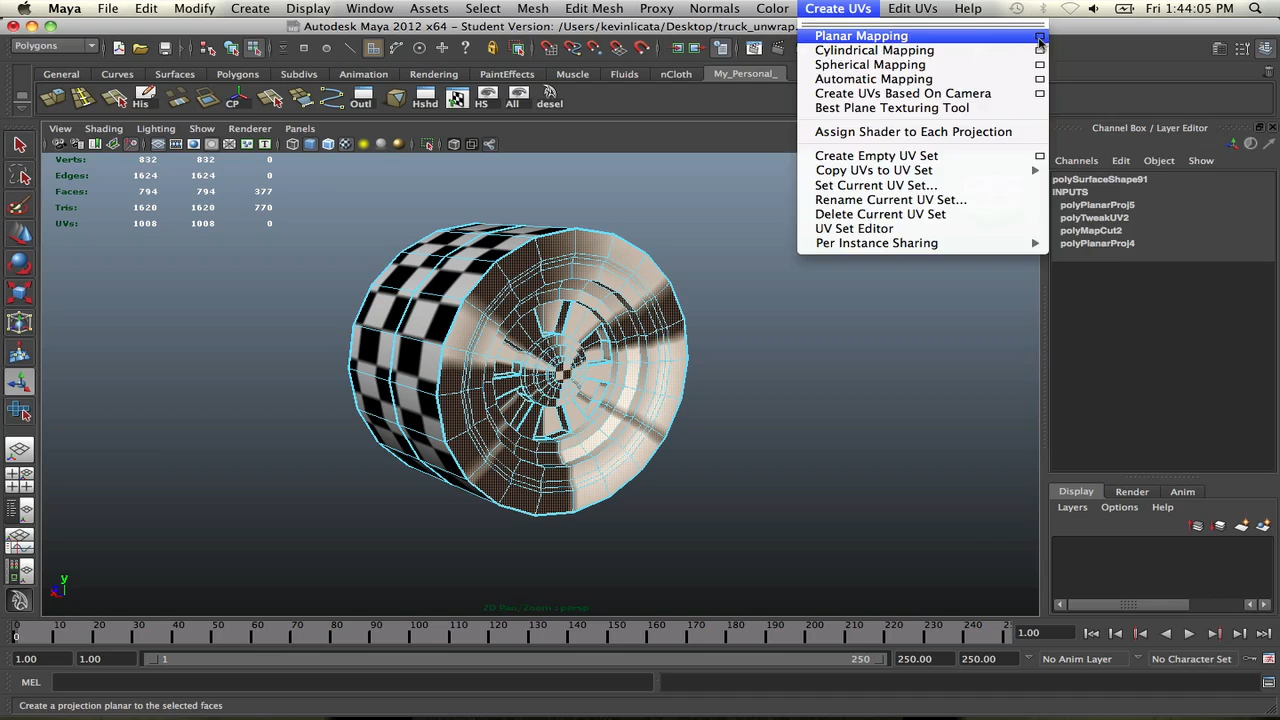 Maya File Edit Modify Create Display Window Assets Select Mesh Edit Mesh Proxy Normals Color Create UVs Edit UVs Help Fri 1:44:05 PM
Autodesk Maya 2012 x64 - Student Version: /Users/kevinlicata/Desktop/truck_unwrap.
Polygons
General Curves Surfaces Polygons Subdivs Animation Rendering PaintEffects Muscle Fluids nCloth My_Personal_
His CP Outl Hshd HS All desel
View Shading Lighting Show Renderer Panels
Verts: 832 832 0
Edges: 1624 1624 0
Faces: 794 794 377
Tris: 1620 1620 770
UVs: 1008 1008 0
Planar Mapping
Cylindrical Mapping
Spherical Mapping
Automatic Mapping
Create UVs Based On Camera
Best Plane Texturing Tool
Assign Shader to Each Projection
Create Empty UV Set
Copy UVs to UV Set
Set Current UV Set...
Rename Current UV Set...
Delete Current UV Set
UV Set Editor
Per Instance Sharing
Channel Box / Layer Editor
Channels Edit Object Show
polySurfaceShape91
INPUTS
polyPlanarProj5
polyTweakUV2
polyMapCut2
polyPlanarProj4
Display Render Anim
Layers Options Help
y
2D Pan/Zoom : persp
0 10 20 30 40 50 60 70 80 90 100 110 120 130 140 150 160 170 180 190 200 210 220 230 240 25
0
1.00
1.00 1.00 1 250 250.00 250.00 No Anim Layer No Character Set
MEL
Create a projection planar to the selected faces